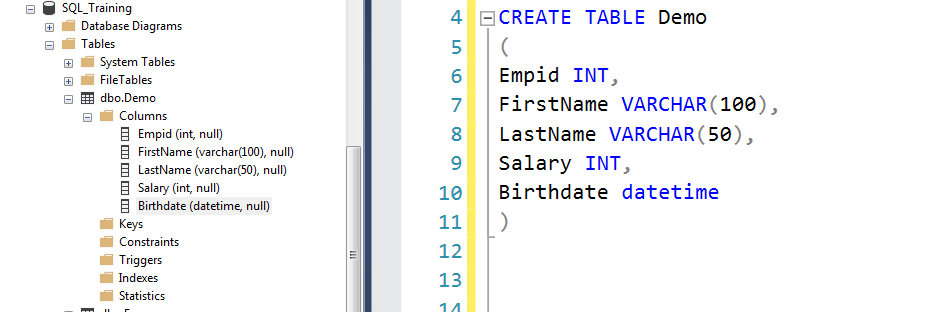 SQL_Training
Database Diagrams
Tables
System Tables
FileTables
dbo.Demo
Columns
Empid (int, null)
FirstName (varchar(100), null)
LastName (varchar(50), null)
Salary (int, null)
Birthdate (datetime, null)
Keys
Constraints
Triggers
Indexes
Statistics
4 CREATE TABLE Demo
5 (
6 Empid INT,
7 FirstName VARCHAR(100),
8 LastName VARCHAR(50),
9 Salary INT,
10 Birthdate datetime
11 )
12
13
14